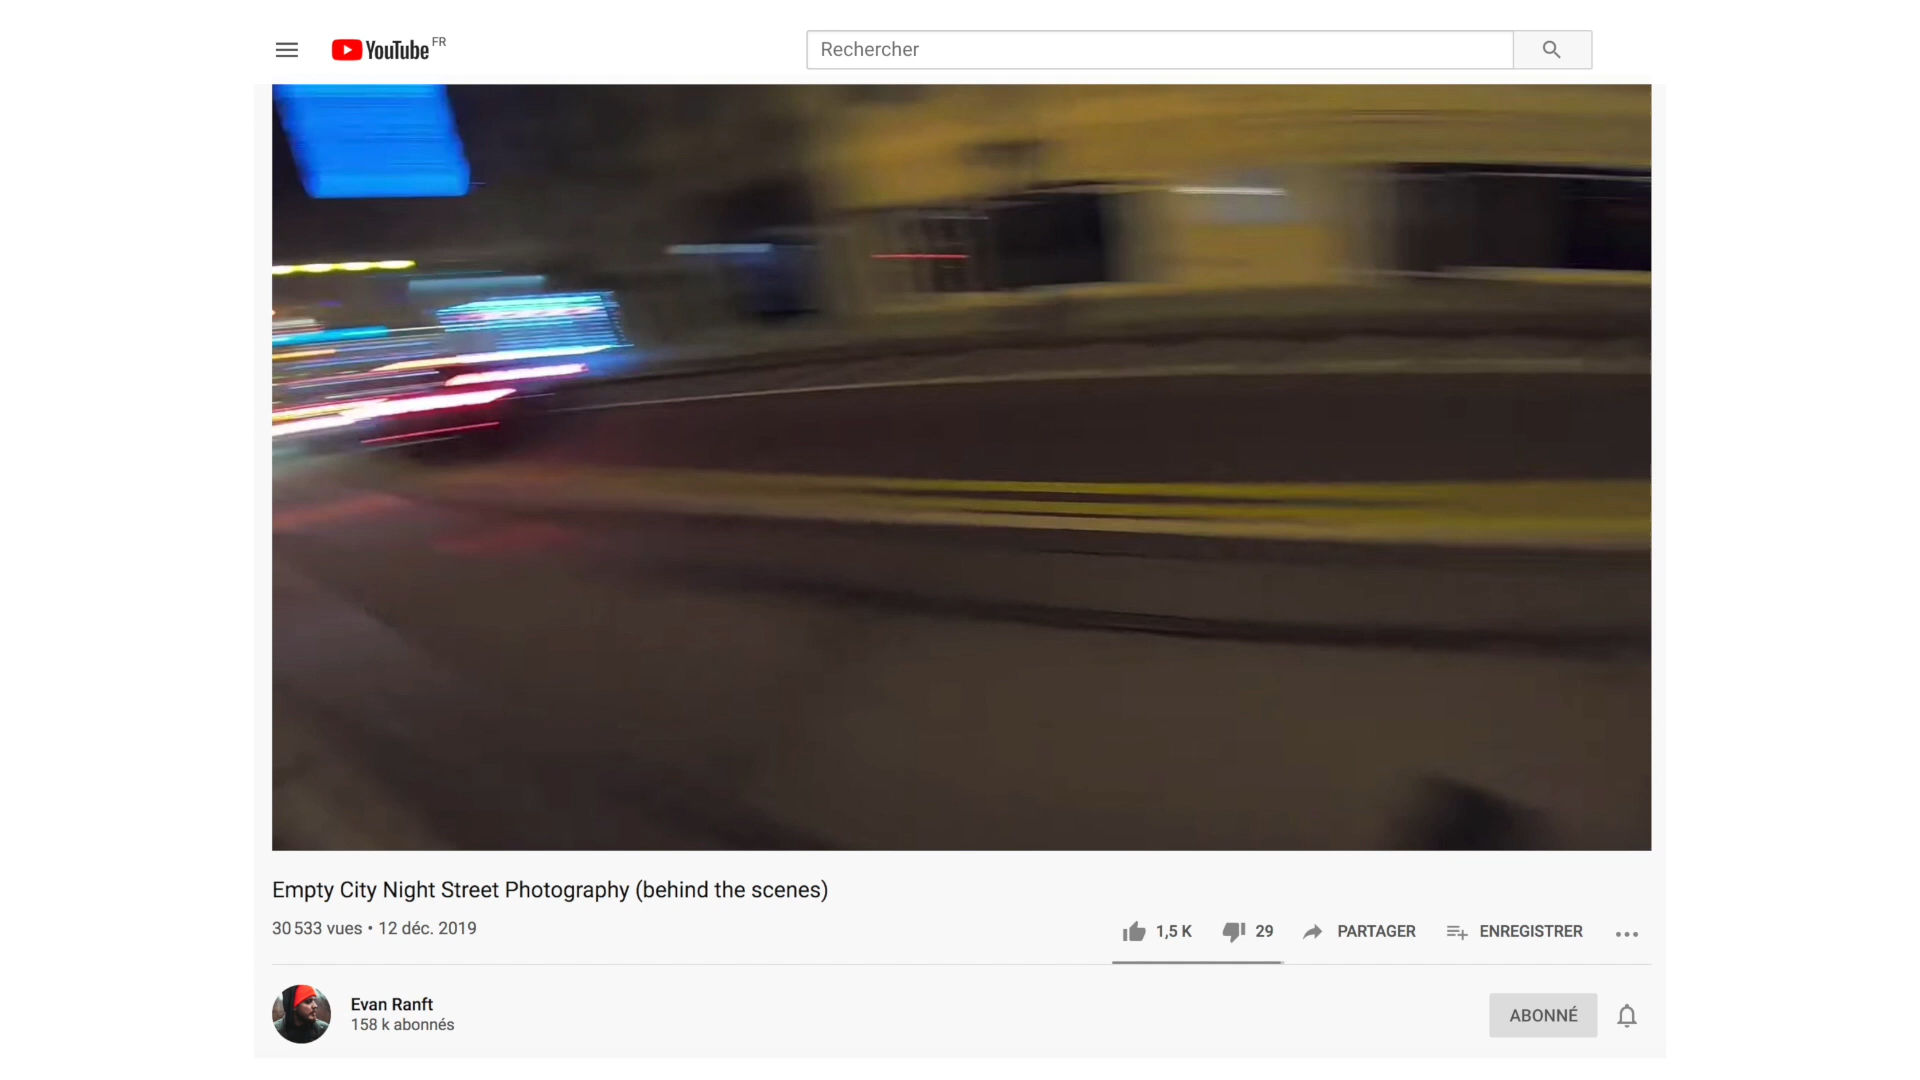 YouTube FR
Rechercher
Empty City Night Street Photography (behind the scenes)
30 533 vues • 12 déc. 2019
1,5 K 29 PARTAGER ENREGISTRER
Evan Ranft
158 k abonnés
ABONNÉ